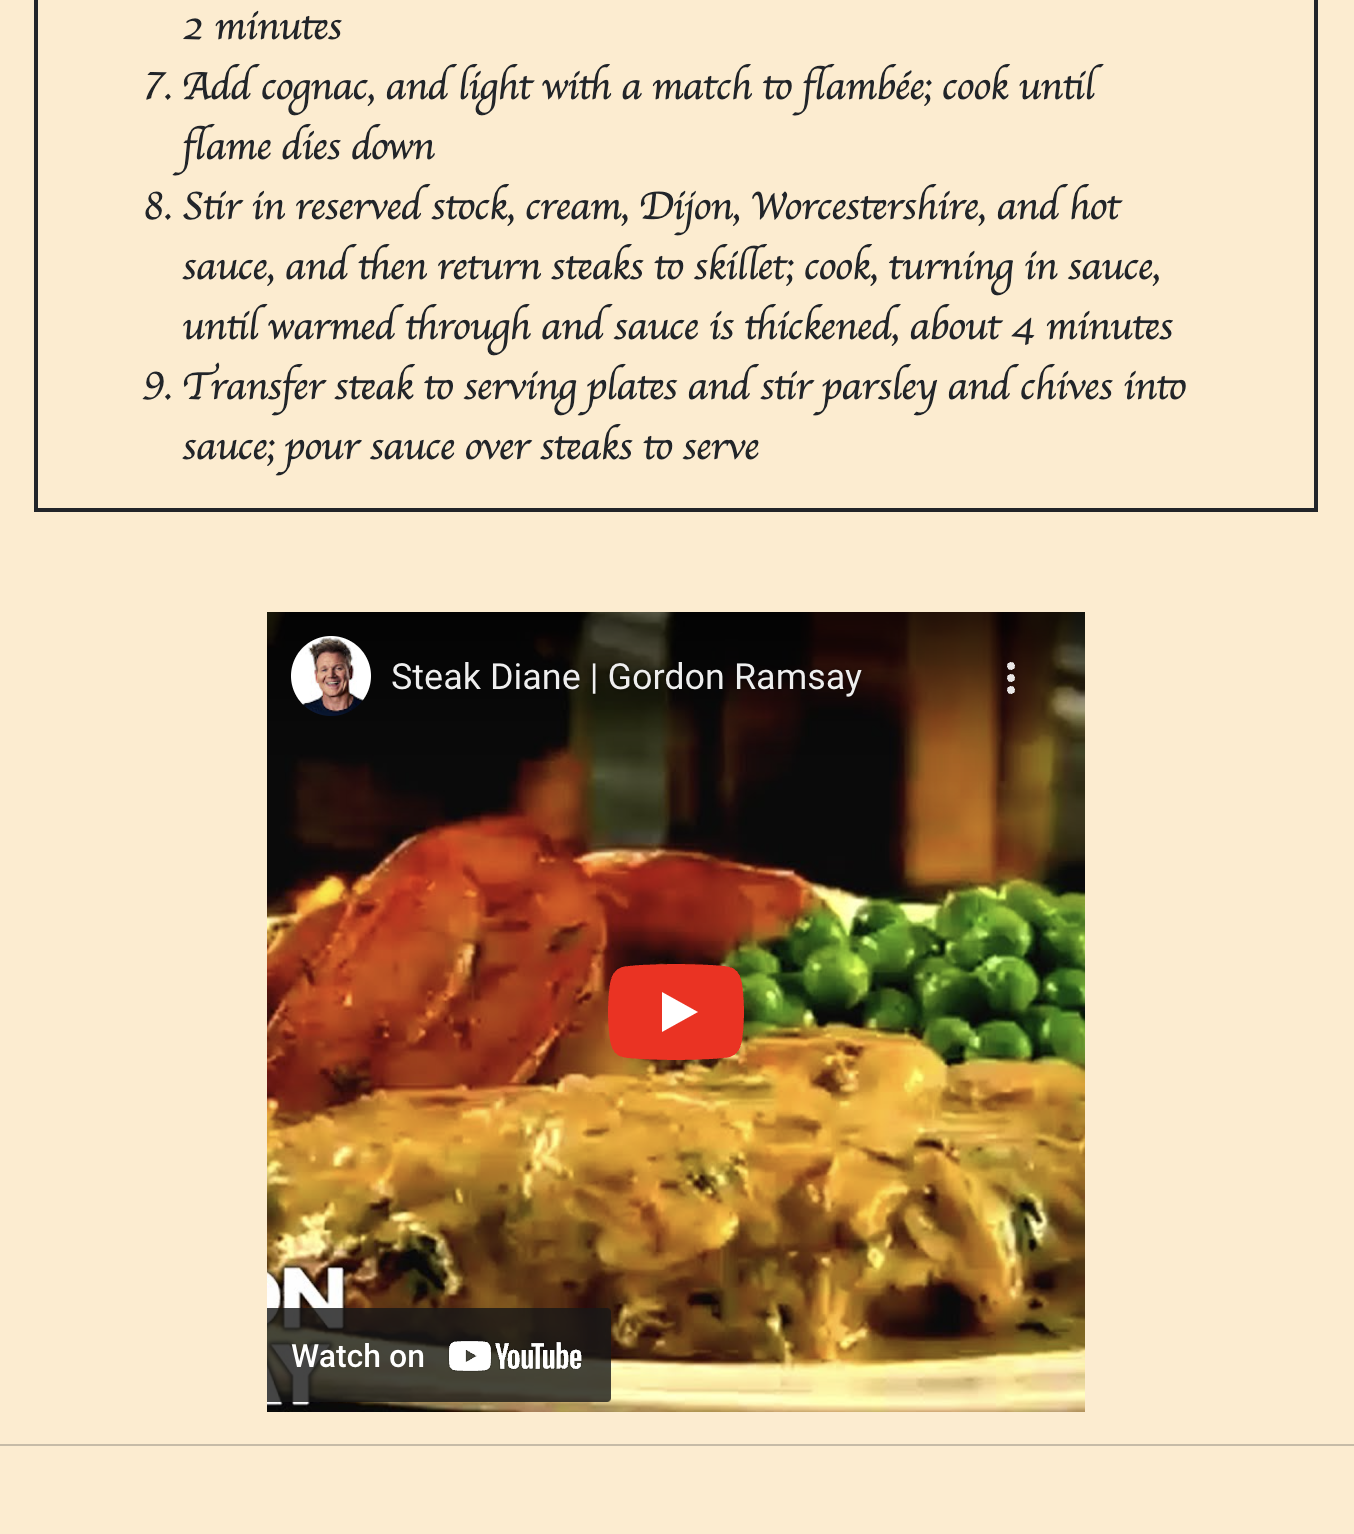 2 minutes
7. Add cognac, and light with a match to flambée; cook until
flame dies down
8. Stir in reserved stock, cream, Dijon, Worcestershire, and hot
sauce, and then return steaks to skillet; cook, turning in sauce,
until warmed through and sauce is thickened, about 4 minutes
9. Transfer steak to serving plates and stir parsley and chives into
sauce; pour sauce over steaks to serve
Steak Diane | Gordon Ramsay
ON
AY
Watch on YouTube